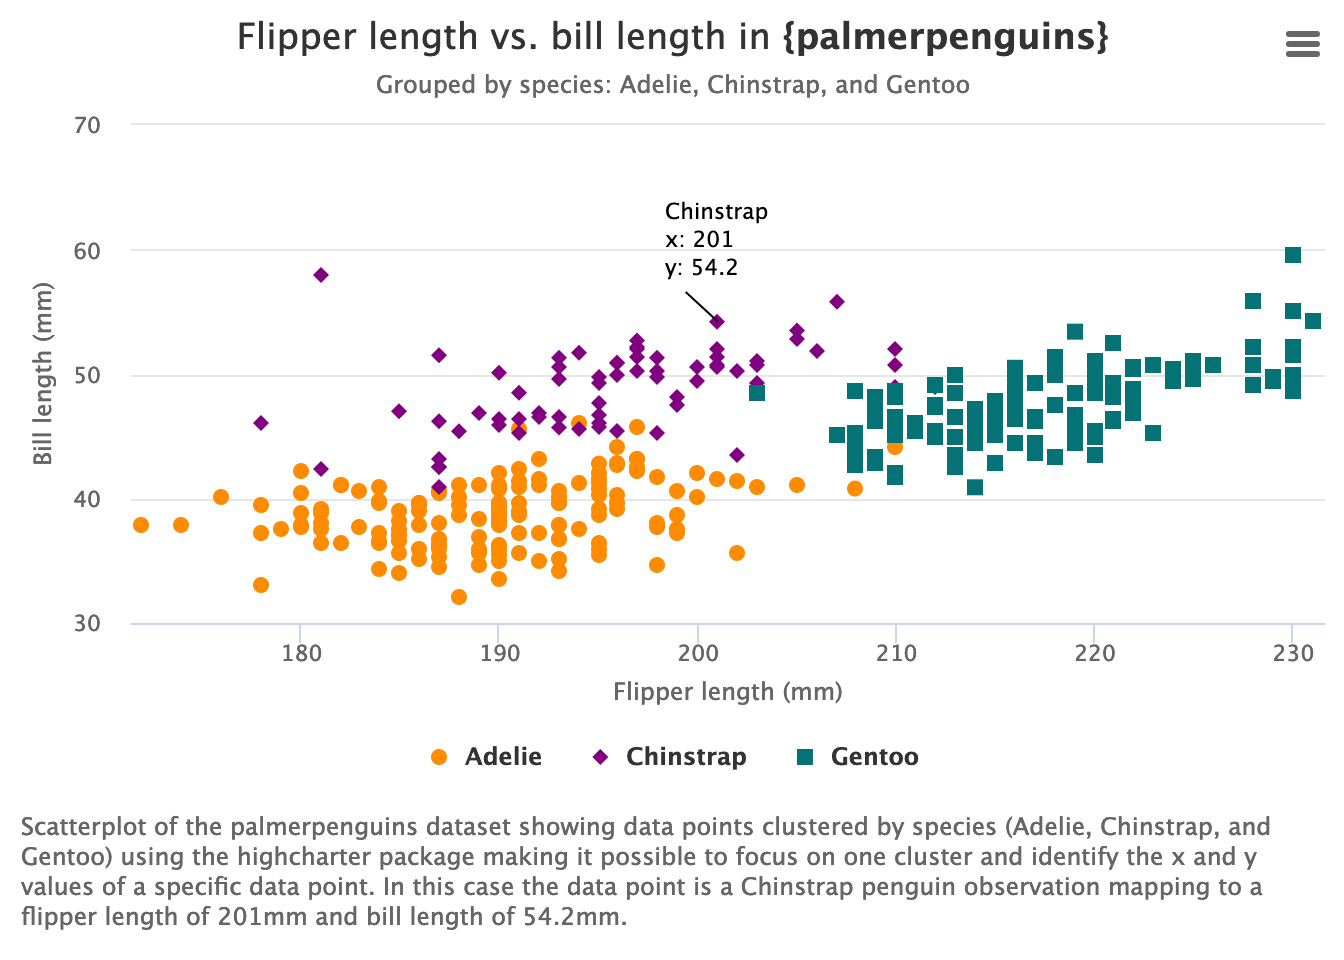 Flipper length vs. bill length in {palmerpenguins}
Grouped by species: Adelie, Chinstrap, and Gentoo
70
60
50
40
30
Bill length (mm)
Chinstrap
x: 201
y: 54.2
180 190 200 210 220 230
Flipper length (mm)
Adelie Chinstrap Gentoo
Scatterplot of the palmerpenguins dataset showing data points clustered by species (Adelie, Chinstrap, and
Gentoo) using the highcharter package making it possible to focus on one cluster and identify the x and y
values of a specific data point. In this case the data point is a Chinstrap penguin observation mapping to a
flipper length of 201mm and bill length of 54.2mm.